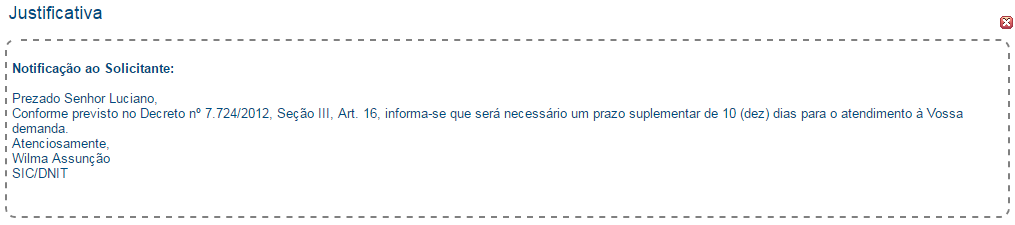 Justificativa
Notificação ao Solicitante:
Prezado Senhor Luciano,
Conforme previsto no Decreto nº 7.724/2012, Seção III, Art. 16, informa-se que será necessário um prazo suplementar de 10 (dez) dias para o atendimento à Vossa
demanda.
Atenciosamente,
Wilma Assunção
SIC/DNIT